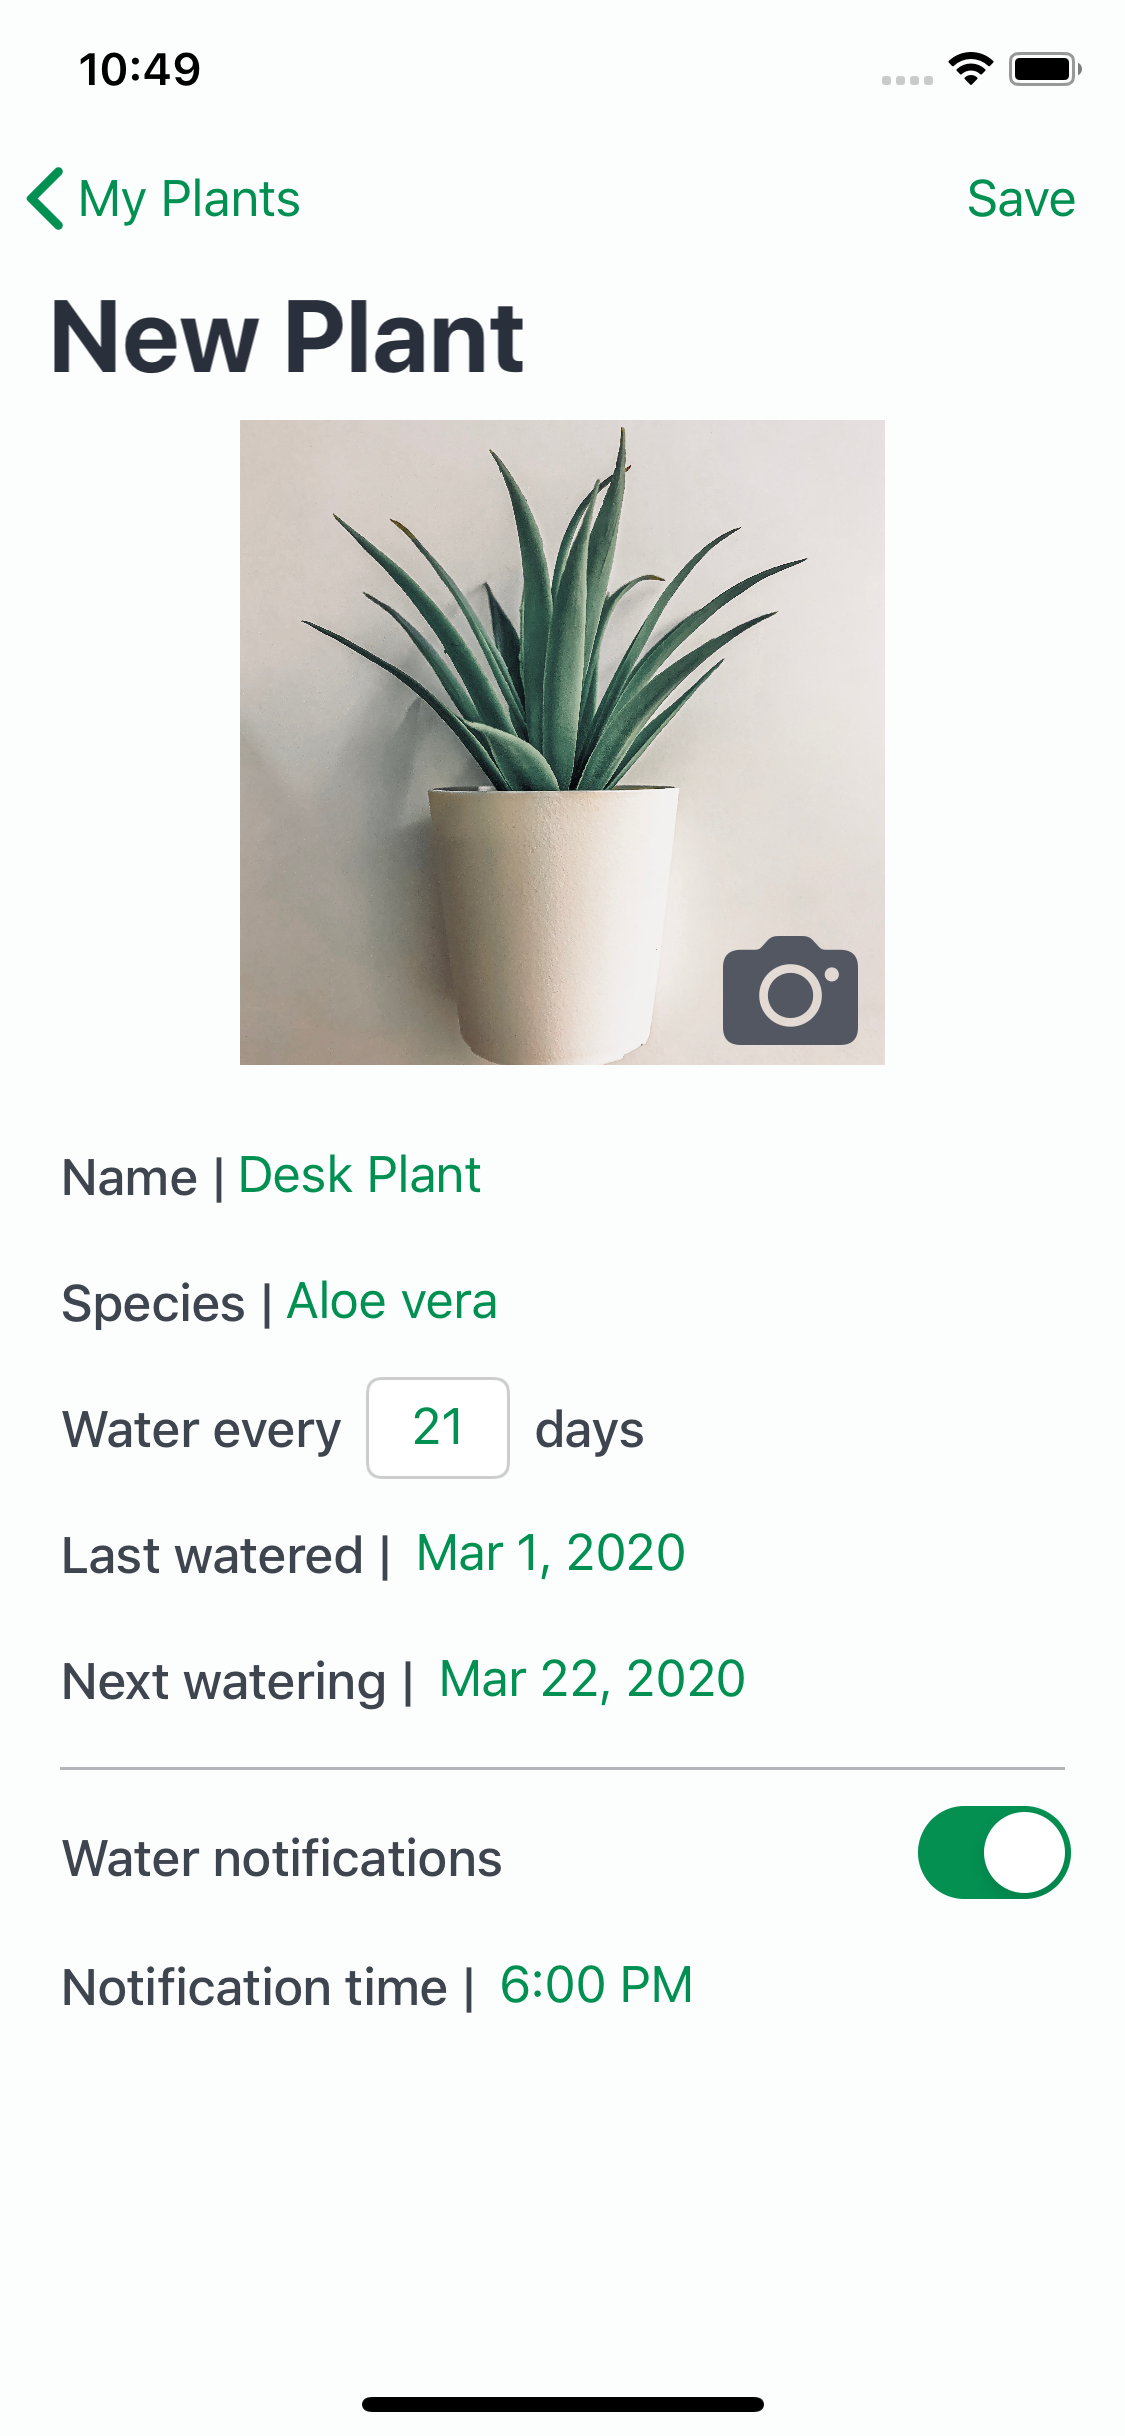 10:49
My Plants
Save
New Plant
Name | Desk Plant
Species | Aloe vera
Water every 21 days
Last watered | Mar 1, 2020
Next watering | Mar 22, 2020
Water notifications
Notification time | 6:00 PM